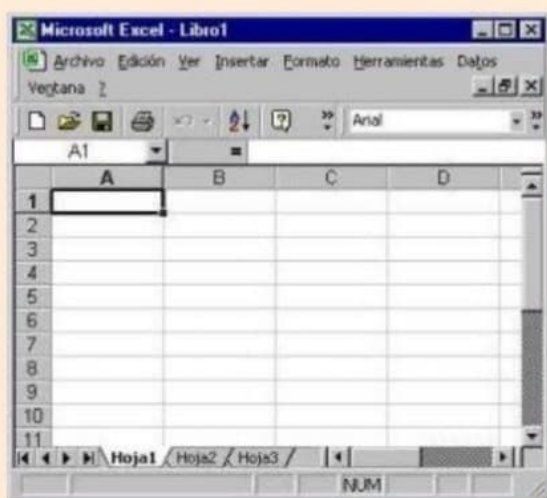 Microsoft Excel - Libro1
Archivo Edición Ver Insertar Formato Herramientas Datos
Ventana ?
Arial
A1 =
A B C D
1
2
3
4
5
6
7
8
9
10
11
Hoja1 Hoja2 Hoja3
NUM